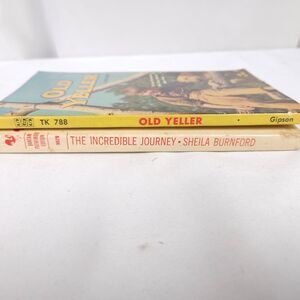 OLD
YELLER
TK 788 OLD YELLER • Gipson
THE INCREDIBLE JOURNEY • SHEILA BURNFORD